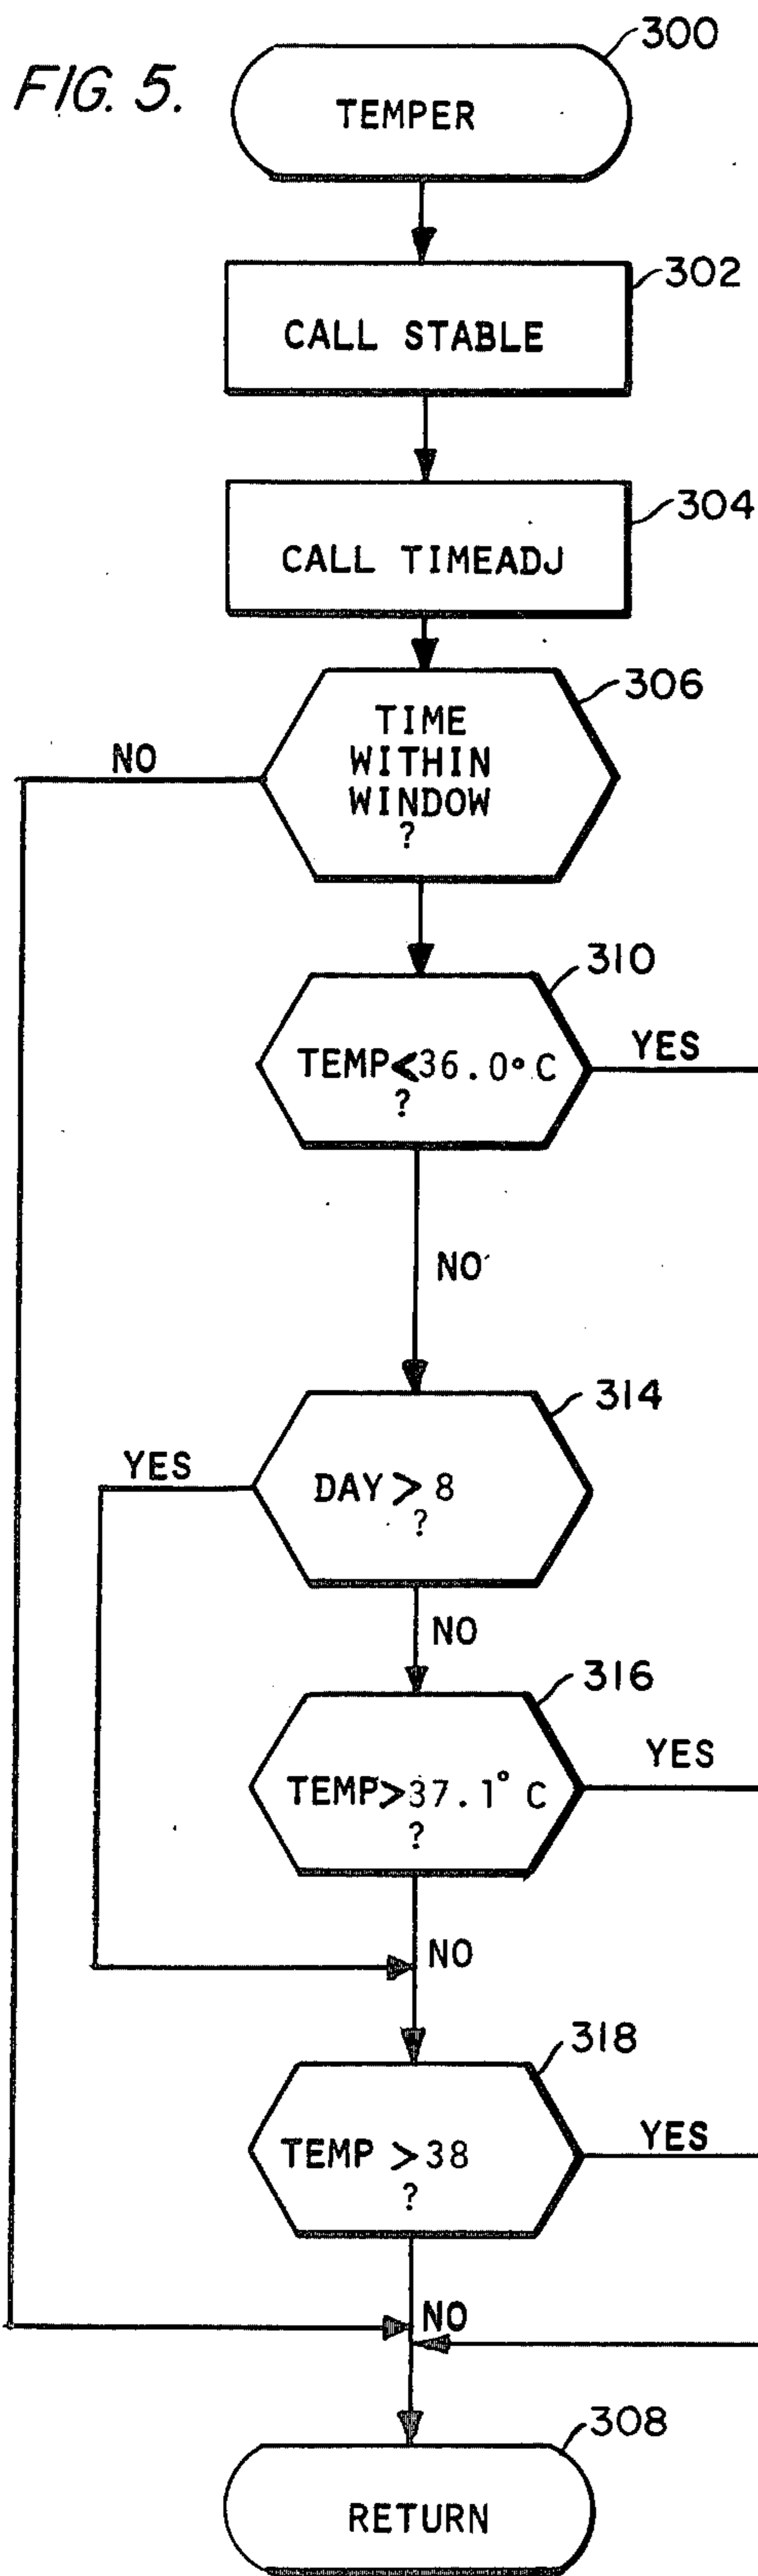 FIG. 5.
300
TEMPER
302
CALL STABLE
304
CALL TIMEADJ
306
TIME
WITHIN
WINDOW
?
NO
310
TEMP<36.0° C
?
YES
NO
314
DAY > 8
?
YES
NO
316
TEMP>37.1° C
?
YES
NO
318
TEMP >38
?
YES
NO
308
RETURN